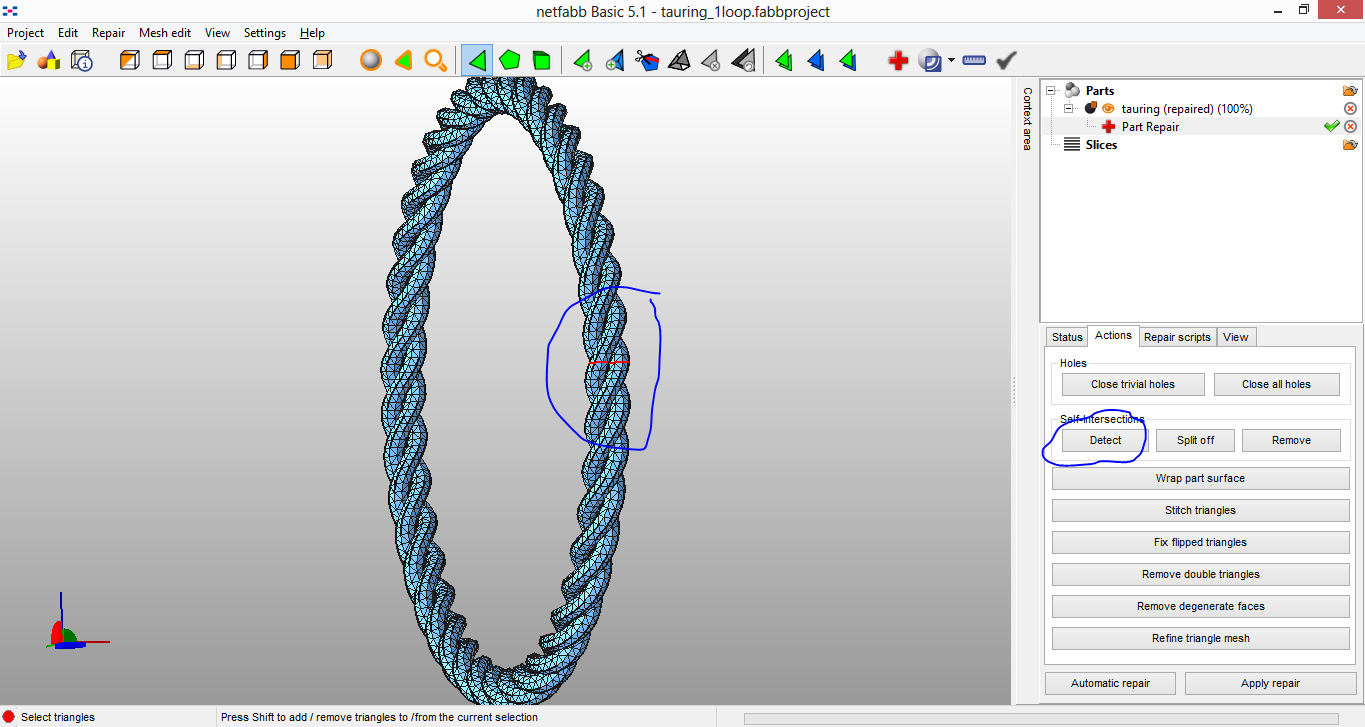 netfabb Basic 5.1 - tauring_1loop.fabbproject
Project Edit Repair Mesh edit View Settings Help
Context area
Parts
tauring (repaired) (100%)
Part Repair
Slices
Status Actions Repair scripts View
Holes
Close trivial holes Close all holes
Self-intersections
Detect Split off Remove
Wrap part surface
Stitch triangles
Fix flipped triangles
Remove double triangles
Remove degenerate faces
Refine triangle mesh
Automatic repair Apply repair
Select triangles Press Shift to add / remove triangles to /from the current selection